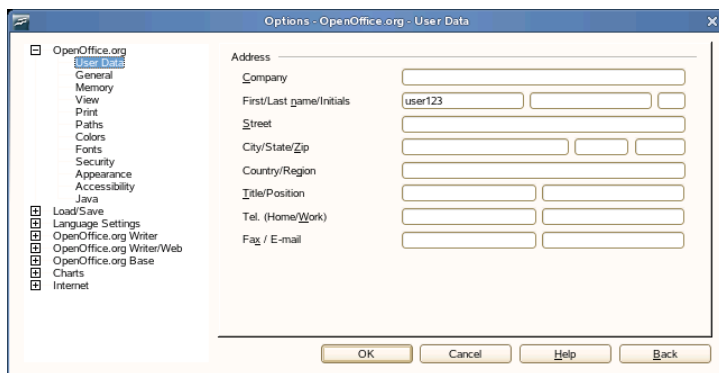 Options - OpenOffice.org - User Data
OpenOffice.org
User Data
General
Memory
View
Print
Paths
Colors
Fonts
Security
Appearance
Accessibility
Java
Load/Save
Language Settings
OpenOffice.org Writer
OpenOffice.org Writer/Web
OpenOffice.org Base
Charts
Internet
Address
Company
First/Last name/Initials user123
Street
City/State/Zip
Country/Region
Title/Position
Tel. (Home/Work)
Fax / E-mail
OK Cancel Help Back